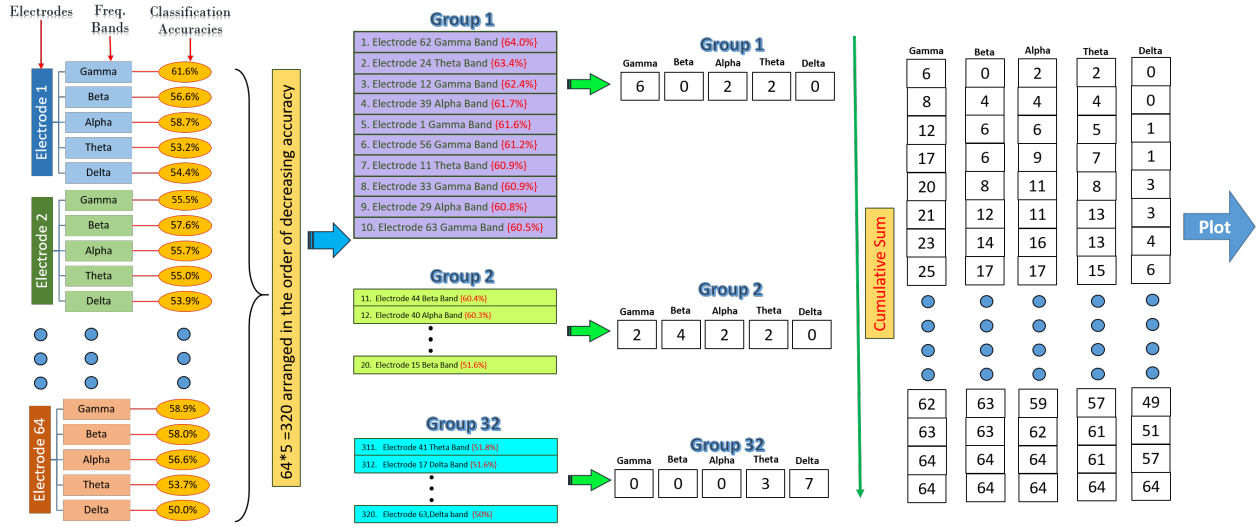 Electrodes
Freq.
Bands
Classification
Accuracies
Electrode 1
Gamma 61.6%
Beta 56.6%
Alpha 58.7%
Theta 53.2%
Delta 54.4%
Electrode 2
Gamma 55.5%
Beta 57.6%
Alpha 55.7%
Theta 55.0%
Delta 53.9%
Electrode 64
Gamma 58.9%
Beta 58.0%
Alpha 56.6%
Theta 53.7%
Delta 50.0%
64*5 =320 arranged in the order of decreasing accuracy
Group 1
1. Electrode 62 Gamma Band {64.0%}
2. Electrode 24 Theta Band {63.4%}
3. Electrode 12 Gamma Band {62.4%}
4. Electrode 39 Alpha Band {61.7%}
5. Electrode 1 Gamma Band {61.6%}
6. Electrode 56 Gamma Band {61.2%}
7. Electrode 11 Theta Band {60.9%}
8. Electrode 33 Gamma Band {60.9%}
9. Electrode 29 Alpha Band {60.8%}
10. Electrode 63 Gamma Band {60.5%}
Group 2
11. Electrode 44 Beta Band {60.4%}
12. Electrode 40 Alpha Band {60.3%}
20. Electrode 15 Beta Band {51.6%}
Group 32
311. Electrode 41 Theta Band {51.8%}
312. Electrode 17 Delta Band {51.6%}
320. Electrode 63,Delta band {50%}
Group 1
Gamma Beta Alpha Theta Delta
6 0 2 2 0
Group 2
Gamma Beta Alpha Theta Delta
2 4 2 2 0
Group 32
Gamma Beta Alpha Theta Delta
0 0 0 3 7
Cumulative Sum
Gamma Beta Alpha Theta Delta
6 0 2 2 0
8 4 4 4 0
12 6 6 5 1
17 6 9 7 1
20 8 11 8 3
21 12 11 13 3
23 14 16 13 4
25 17 17 15 6
62 63 59 57 49
63 63 62 61 51
64 64 64 61 57
64 64 64 64 64
Plot